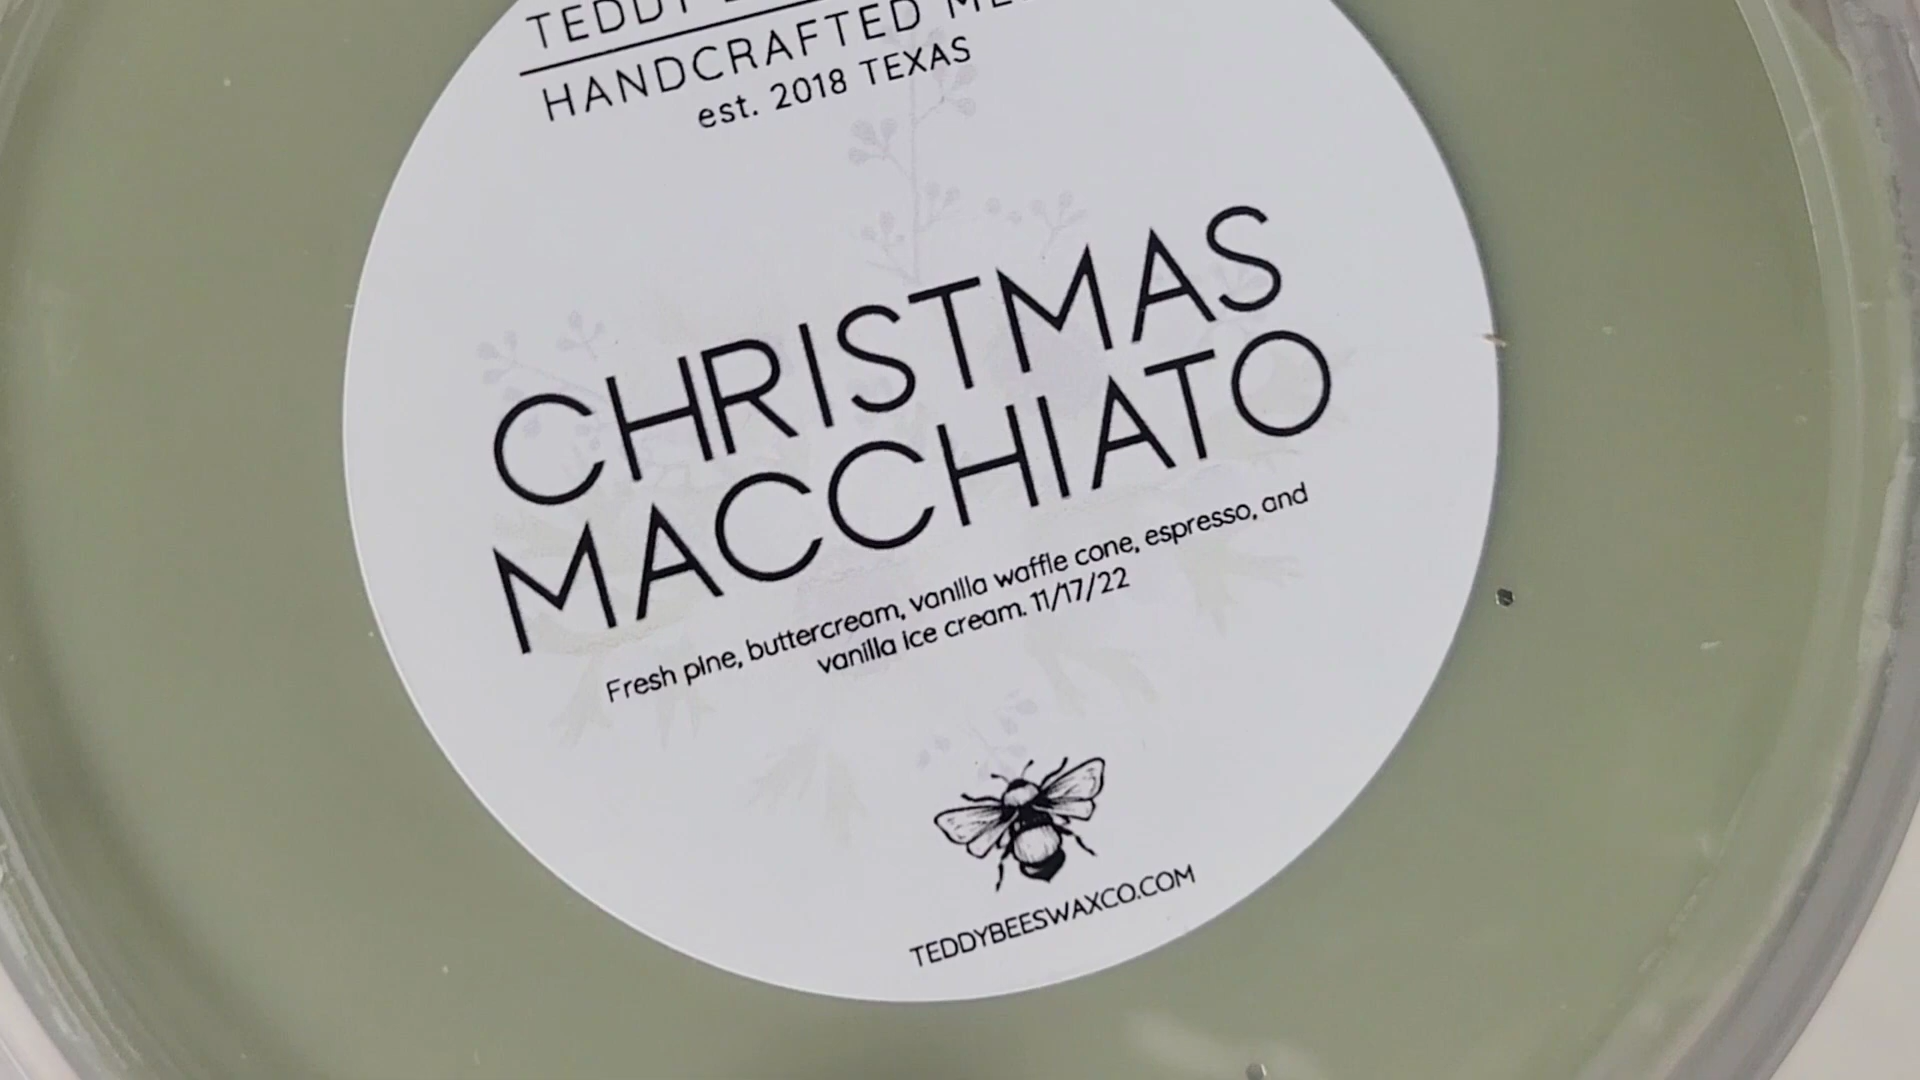 TEDDY
HANDCRAFTED
est. 2018 TEXAS
CHRISTMAS
MACCHIATO
Fresh pine, buttercream, vanilla waffle cone, espresso, and
vanilla ice cream. 11/17/22
TEDDYBEESWAXCO.COM